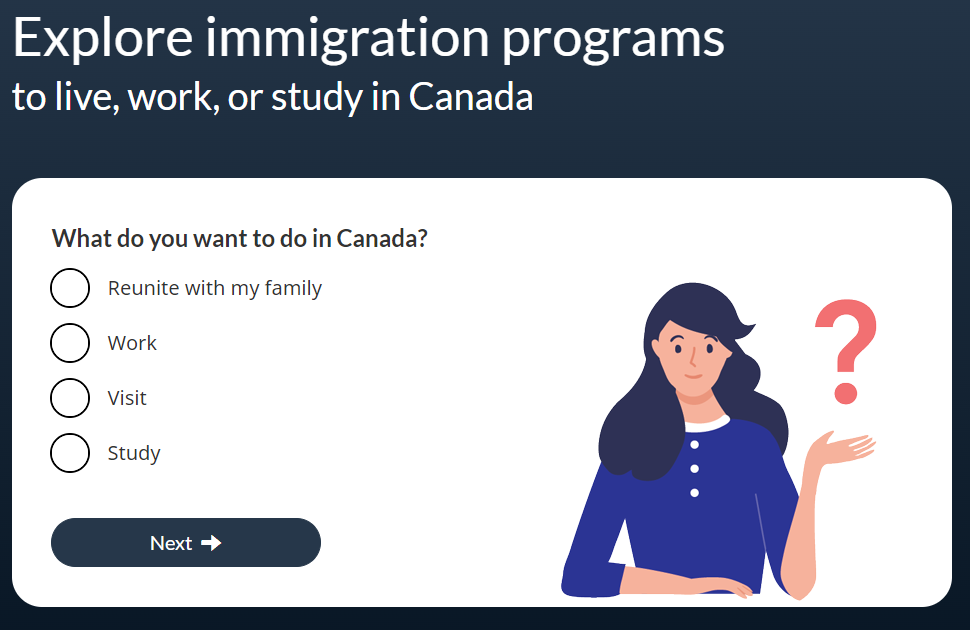 Explore immigration programs
to live, work, or study in Canada
What do you want to do in Canada?
Reunite with my family
Work
Visit
Study
Next
?